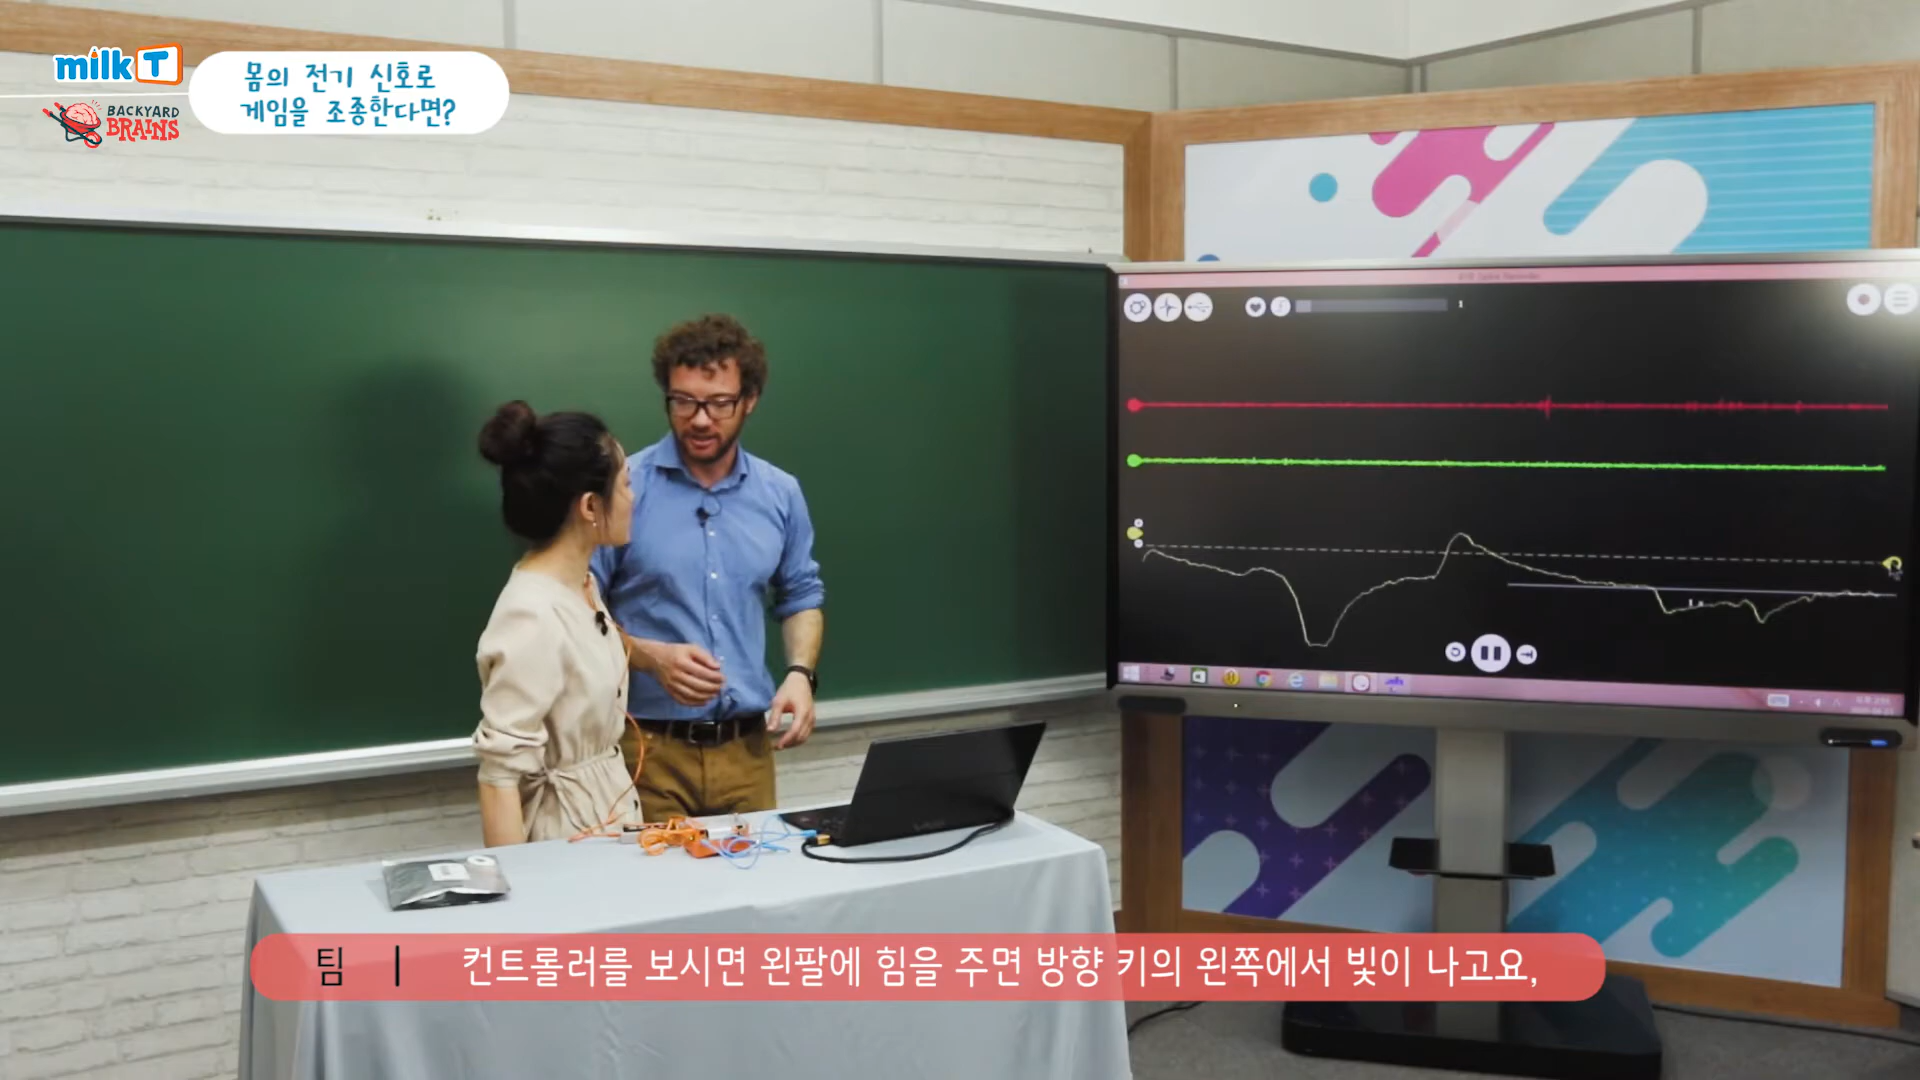 milk T
BACKYARD
BRAINS
몸의 전기 신호로
게임을 조종한다면?
팀 | 컨트롤러를 보시면 왼팔에 힘을 주면 방향 키의 왼쪽에서 빛이 나고요,